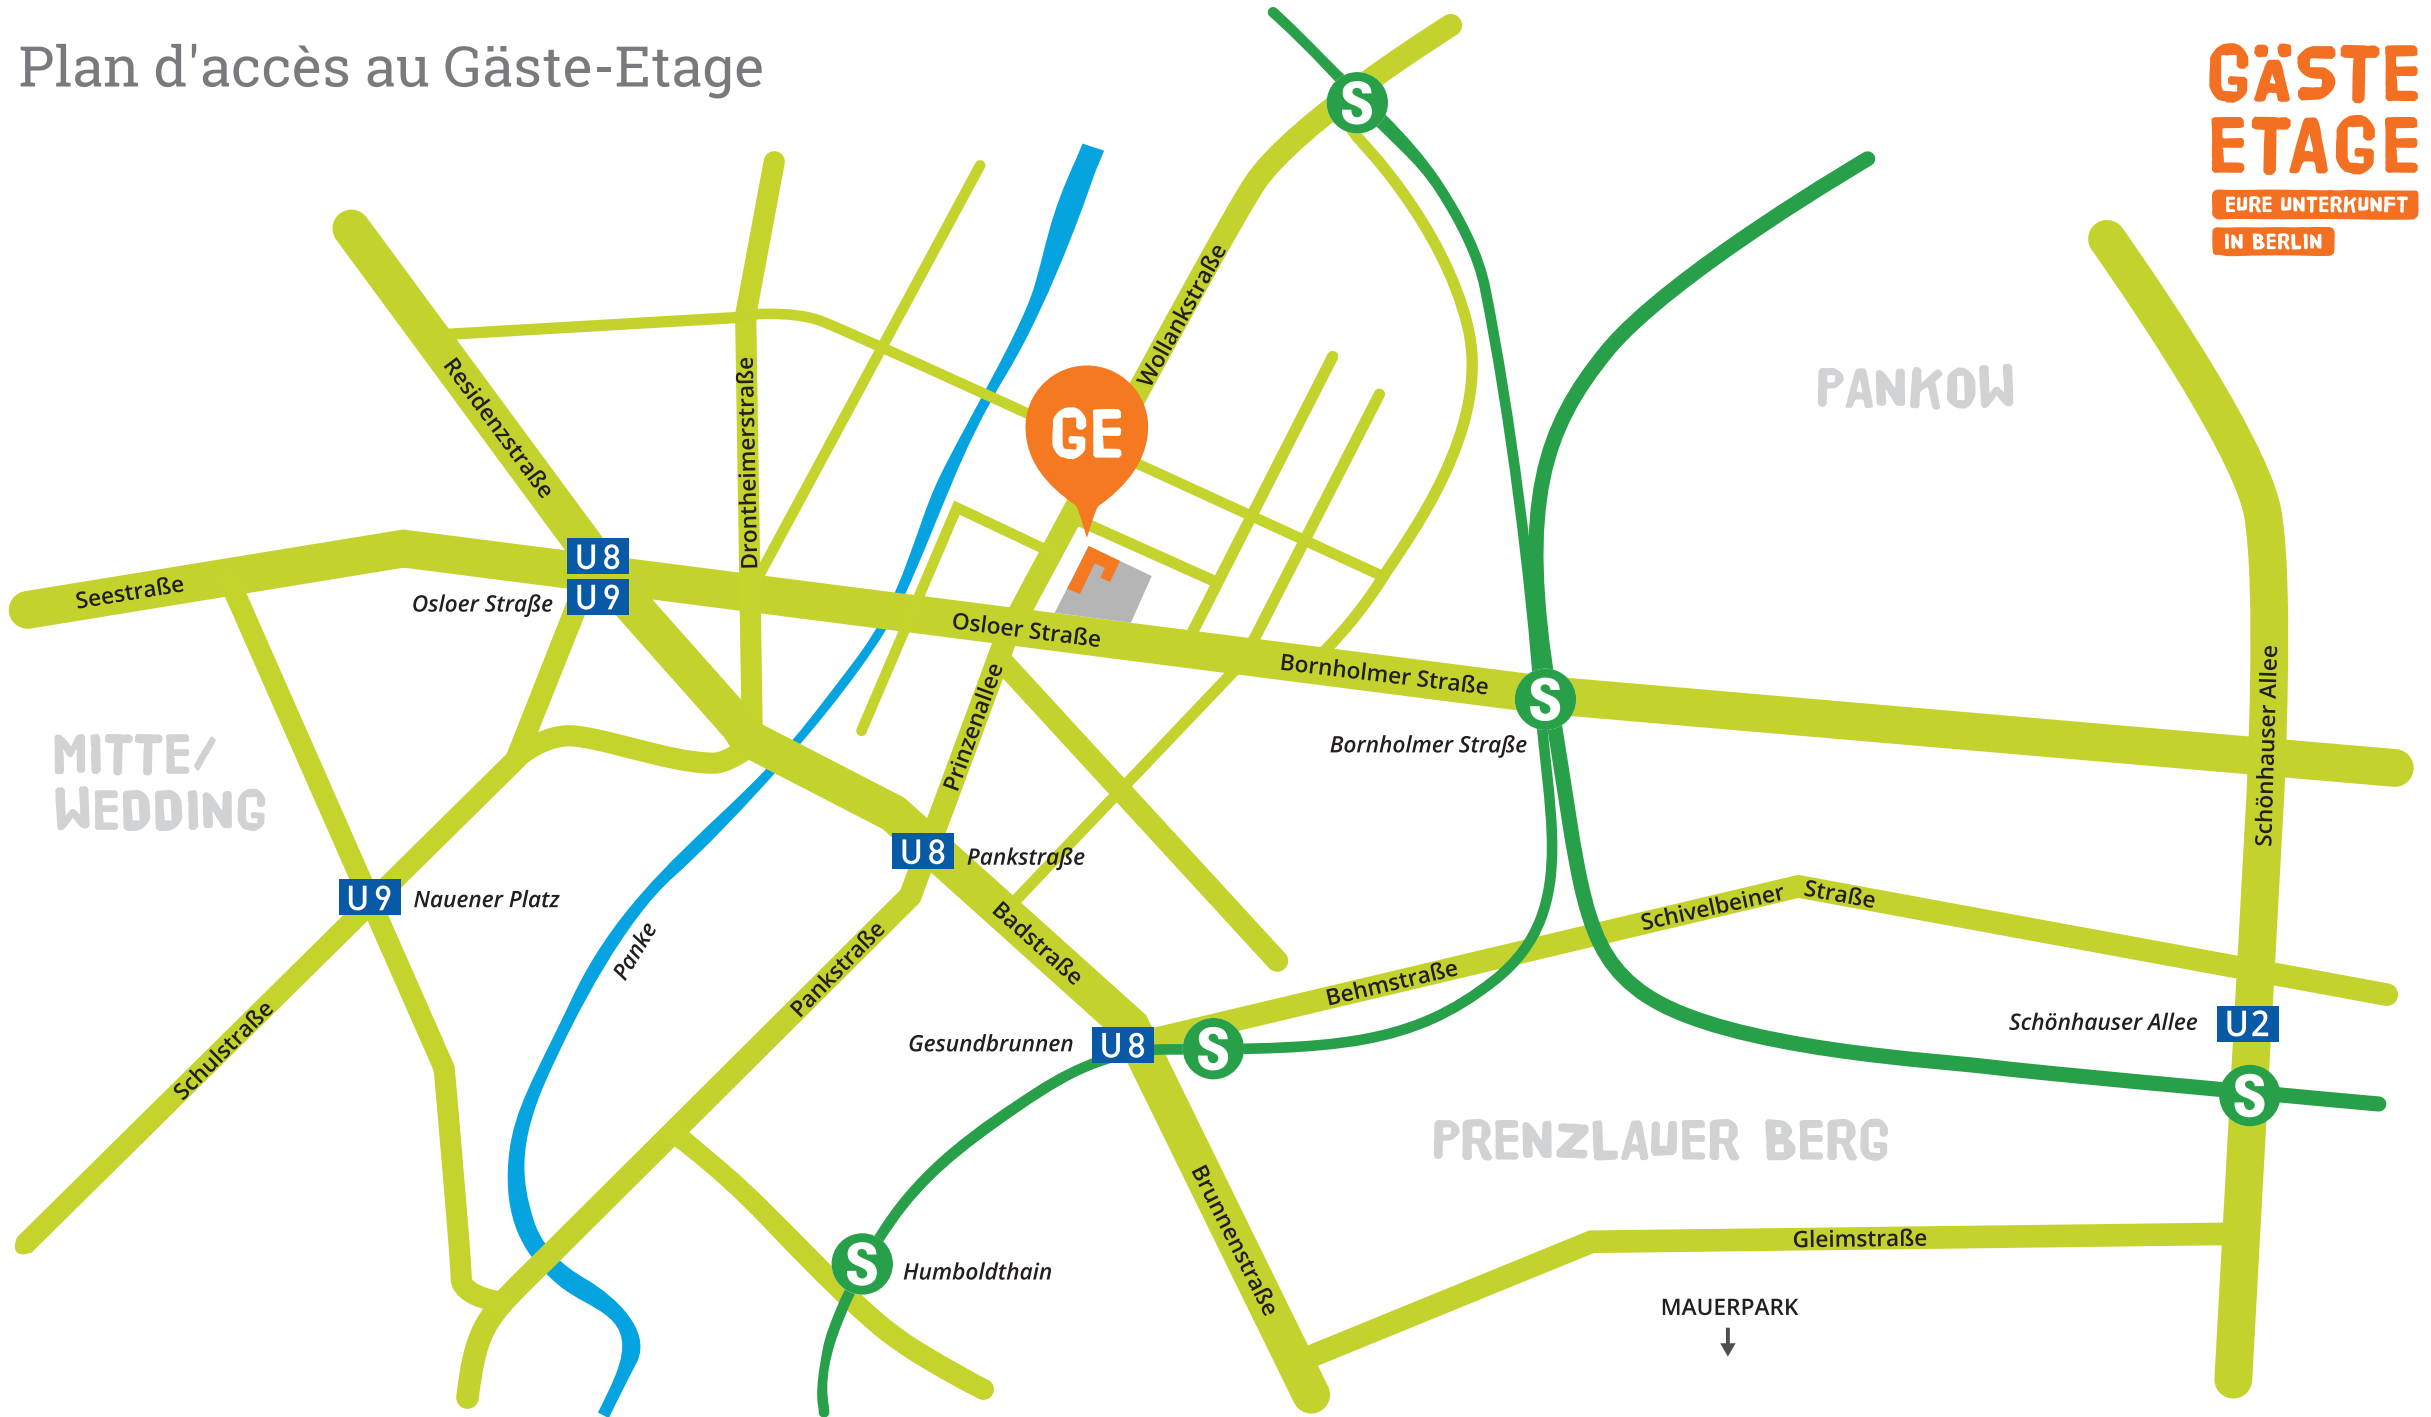 Plan d'accès au Gäste-Etage
GÄSTE
ETAGE
EURE UNTERKUNFT
IN BERLIN
S
Wollankstraße
Residenzstraße
Drontheimerstraße
GE
PANKOW
U8
U9
Osloer Straße
Seestraße
Osloer Straße
Bornholmer Straße
S
Bornholmer Straße
Schönhauser Allee
Prinzenallee
MITTE/
WEDDING
U8
Pankstraße
U9
Nauener Platz
Panke
Pankstraße
Badstraße
Schivelbeiner Straße
Behmstraße
Schulstraße
Gesundbrunnen
U8
S
Schönhauser Allee
U2
S
PRENZLAUER BERG
Brunnenstraße
S
Humboldthain
Gleimstraße
MAUERPARK